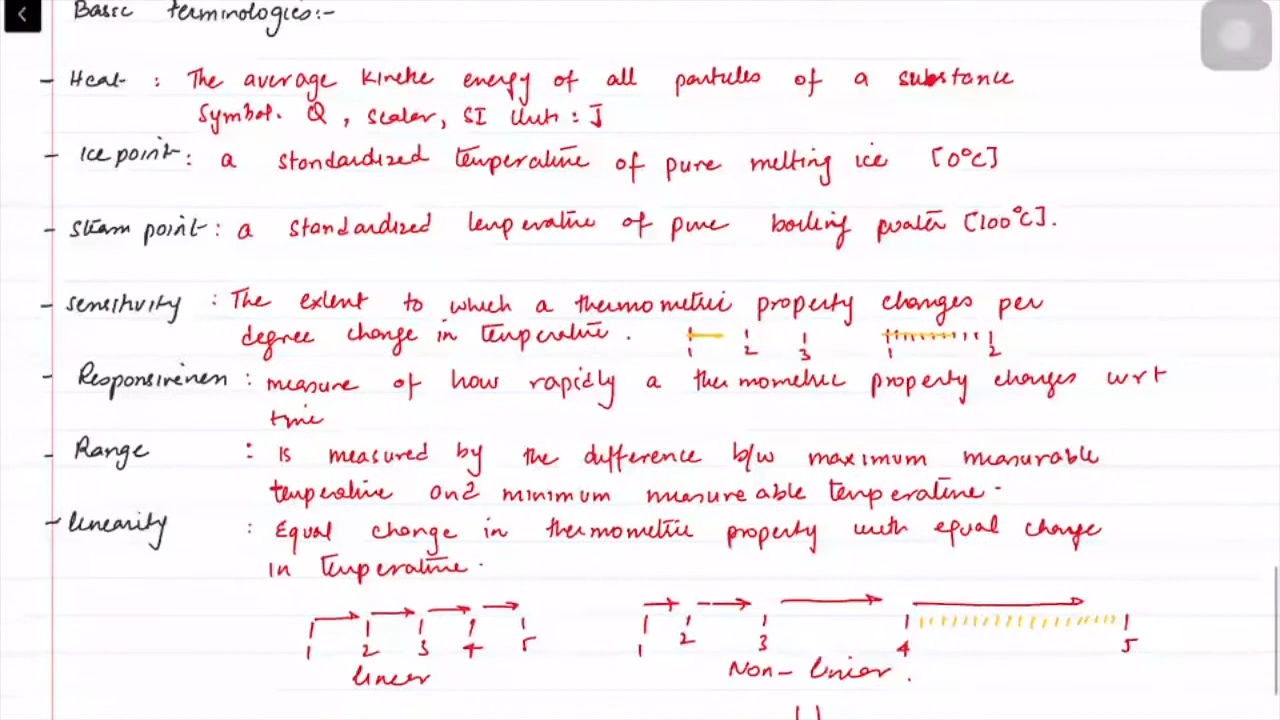 Basic terminologies:-
- Heat : The average kinetic energy of all particles of a substance
Symbol. Q, scalar, SI Unit : J
- Ice point : a standardized temperature of pure melting ice [0°C]
- Steam point : a standardized temperature of pure boiling water [100°C].
- Sensitivity : The extent to which a thermometric property changes per
degree change in temperature.
1 2 3 1 2
- Responsiveness : measure of how rapidly a thermometric property changes wrt
time
- Range : Is measured by the difference b/w maximum measurable
temperature and minimum measureable temperature.
- linearity : Equal change in thermometric property with equal change
in temperature.
1 2 3 4 5 1 2 3 4 5
linear Non-linear.